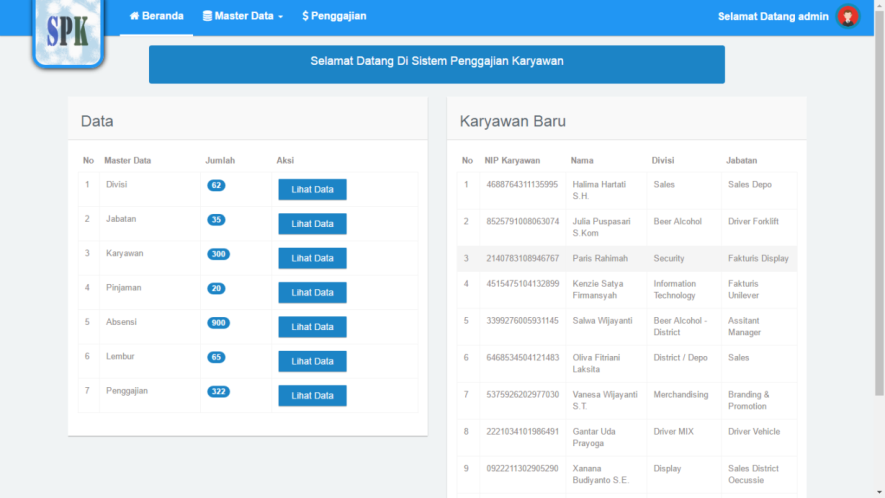 SPK
Beranda Master Data $ Penggajian Selamat Datang admin
Selamat Datang Di Sistem Penggajian Karyawan
Data
No Master Data Jumlah Aksi
1 Divisi 62 Lihat Data
2 Jabatan 35 Lihat Data
3 Karyawan 300 Lihat Data
4 Pinjaman 20 Lihat Data
5 Absensi 900 Lihat Data
6 Lembur 65 Lihat Data
7 Penggajian 322 Lihat Data
Karyawan Baru
No NIP Karyawan Nama Divisi Jabatan
1 4688764311135995 Halima Hartati Sales Sales Depo
S.H.
2 8525791008063074 Julia Puspasari Beer Alcohol Driver Forklift
S.Kom
3 2140783108946767 Paris Rahimah Security Fakturis Display
4 4515475104132899 Kenzie Satya Information Fakturis
Firmansyah Technology Unilever
5 3399276005931145 Salwa Wijayanti Beer Alcohol - Assitant
District Manager
6 6468534504121483 Oliva Fitriani District / Depo Sales
Laksita
7 5375926202977030 Vanesa Wijayanti Merchandising Branding &
S.T. Promotion
8 2221034101986491 Gantar Uda Driver MIX Driver Vehicle
Prayoga
9 0922211302905290 Xanana Display Sales District
Budiyanto S.E. Oecussie